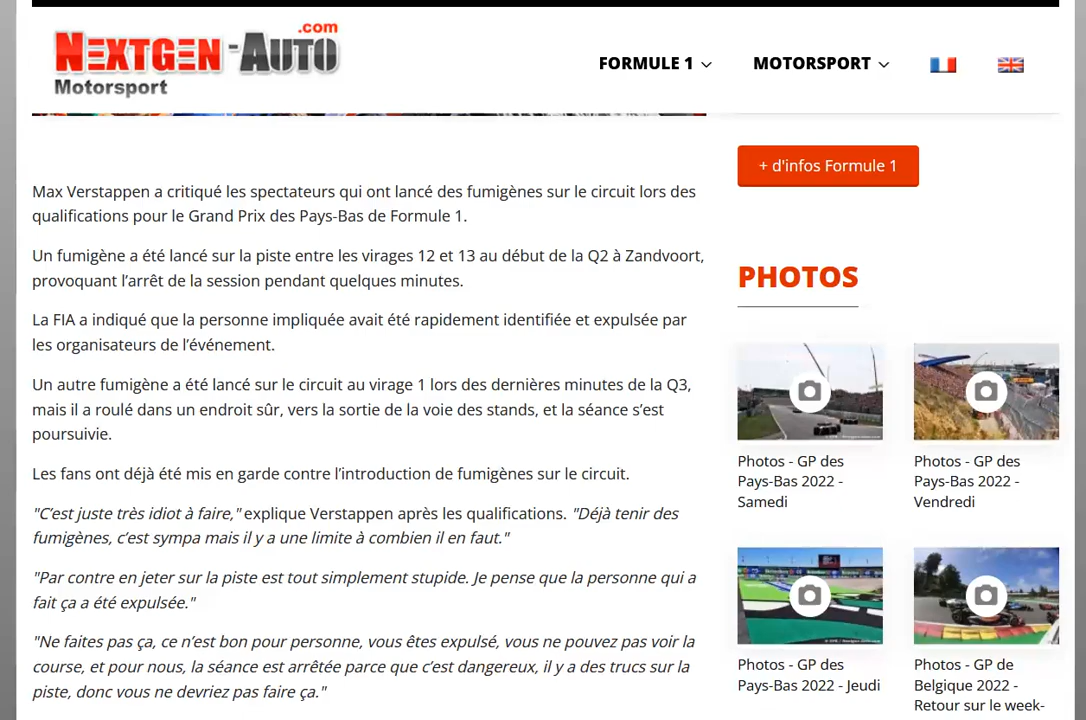 .com
NEXTGEN-AUTO
Motorsport
FORMULE 1
MOTORSPORT
+ d'infos Formule 1
Max Verstappen a critiqué les spectateurs qui ont lancé des fumigènes sur le circuit lors des
qualifications pour le Grand Prix des Pays-Bas de Formule 1.
Un fumigène a été lancé sur la piste entre les virages 12 et 13 au début de la Q2 à Zandvoort,
provoquant l’arrêt de la session pendant quelques minutes.
La FIA a indiqué que la personne impliquée avait été rapidement identifiée et expulsée par
les organisateurs de l’événement.
Un autre fumigène a été lancé sur le circuit au virage 1 lors des dernières minutes de la Q3,
mais il a roulé dans un endroit sûr, vers la sortie de la voie des stands, et la séance s’est
poursuivie.
Les fans ont déjà été mis en garde contre l’introduction de fumigènes sur le circuit.
"C’est juste très idiot à faire," explique Verstappen après les qualifications. "Déjà tenir des
fumigènes, c’est sympa mais il y a une limite à combien il en faut."
"Par contre en jeter sur la piste est tout simplement stupide. Je pense que la personne qui a
fait ça a été expulsée."
"Ne faites pas ça, ce n’est bon pour personne, vous êtes expulsé, vous ne pouvez pas voir la
course, et pour nous, la séance est arrêtée parce que c’est dangereux, il y a des trucs sur la
piste, donc vous ne devriez pas faire ça."
PHOTOS
Photos - GP des
Pays-Bas 2022 -
Samedi
Photos - GP des
Pays-Bas 2022 -
Vendredi
Photos - GP des
Pays-Bas 2022 - Jeudi
Photos - GP de
Belgique 2022 -
Retour sur le week-